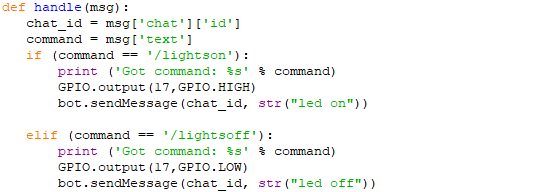 def handle(msg):
    chat_id = msg['chat']['id']
    command = msg['text']
    if (command == '/lightson'):
        print ('Got command: %s' % command)
        GPIO.output(17,GPIO.HIGH)
        bot.sendMessage(chat_id, str("led on"))
    elif (command == '/lightsoff'):
        print ('Got command: %s' % command)
        GPIO.output(17,GPIO.LOW)
        bot.sendMessage(chat_id, str("led off"))